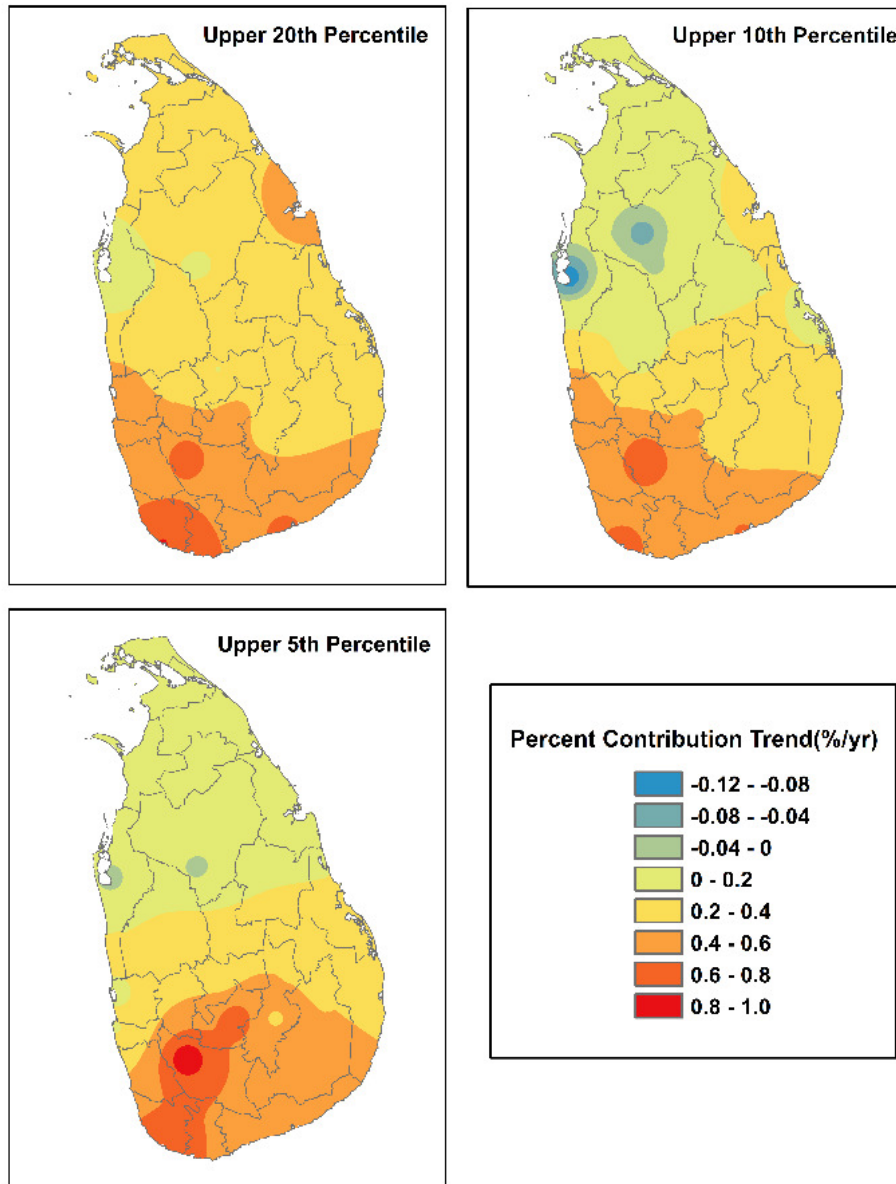 Upper 20th Percentile
Upper 10th Percentile
Upper 5th Percentile
Percent Contribution Trend(%/yr)
-0.12 - -0.08
-0.08 - -0.04
-0.04 - 0
0 - 0.2
0.2 - 0.4
0.4 - 0.6
0.6 - 0.8
0.8 - 1.0